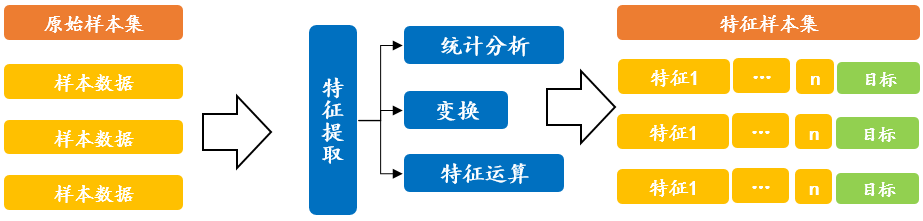 原始样本集
样本数据
样本数据
样本数据
特征提取
统计分析
变换
特征运算
特征样本集
特征1 ... n 目标
特征1 ... n 目标
特征1 ... n 目标